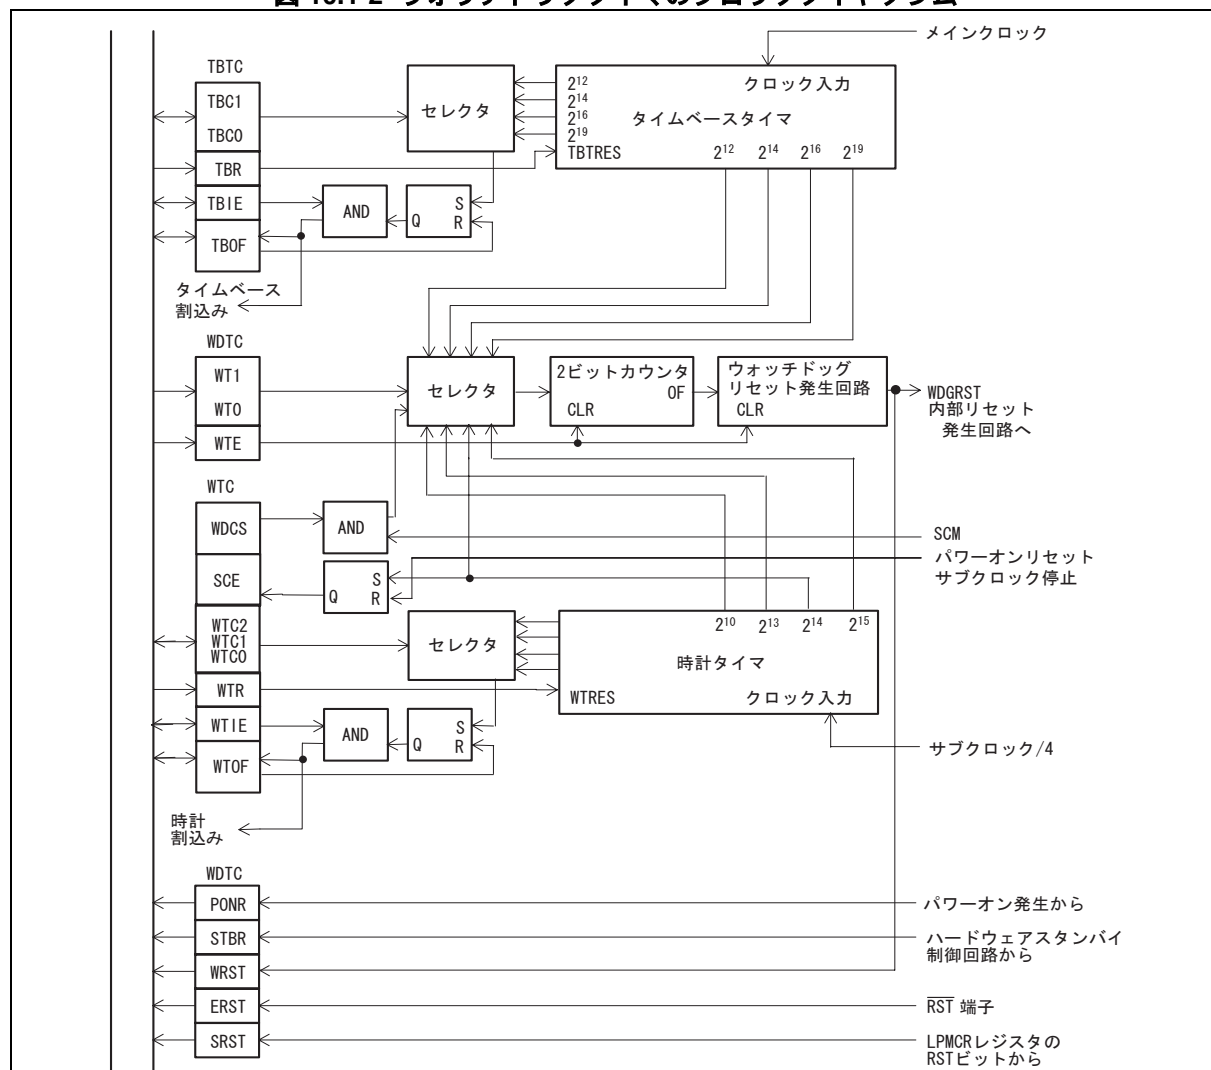 メインクロック
TBTC
TBC1
TBC0
セレクタ
2¹²
2¹⁴
2¹⁶
2¹⁹
クロック入力
タイムベースタイマ
TBTRES
2¹² 2¹⁴ 2¹⁶ 2¹⁹
TBR
TBIE
AND
S
Q R
TBOF
タイムベース
割込み
WDTC
WT1
WT0
セレクタ
2ビットカウンタ
OF
CLR
ウォッチドッグ
リセット発生回路
CLR
WDGRST
内部リセット
発生回路へ
WTE
WTC
WDCS
AND
SCM
パワーオンリセット
サブクロック停止
SCE
S
Q R
WTC2
WTC1
WTC0
セレクタ
2¹⁰ 2¹³ 2¹⁴ 2¹⁵
時計タイマ
WTRES
クロック入力
WTR
WTIE
AND
S
Q R
サブクロック/4
WTOF
時計
割込み
WDTC
PONR
パワーオン発生から
STBR
ハードウェアスタンバイ
制御回路から
WRST
ERST
R̅S̅T̅ 端子
SRST
LPMCRレジスタの
RSTビットから